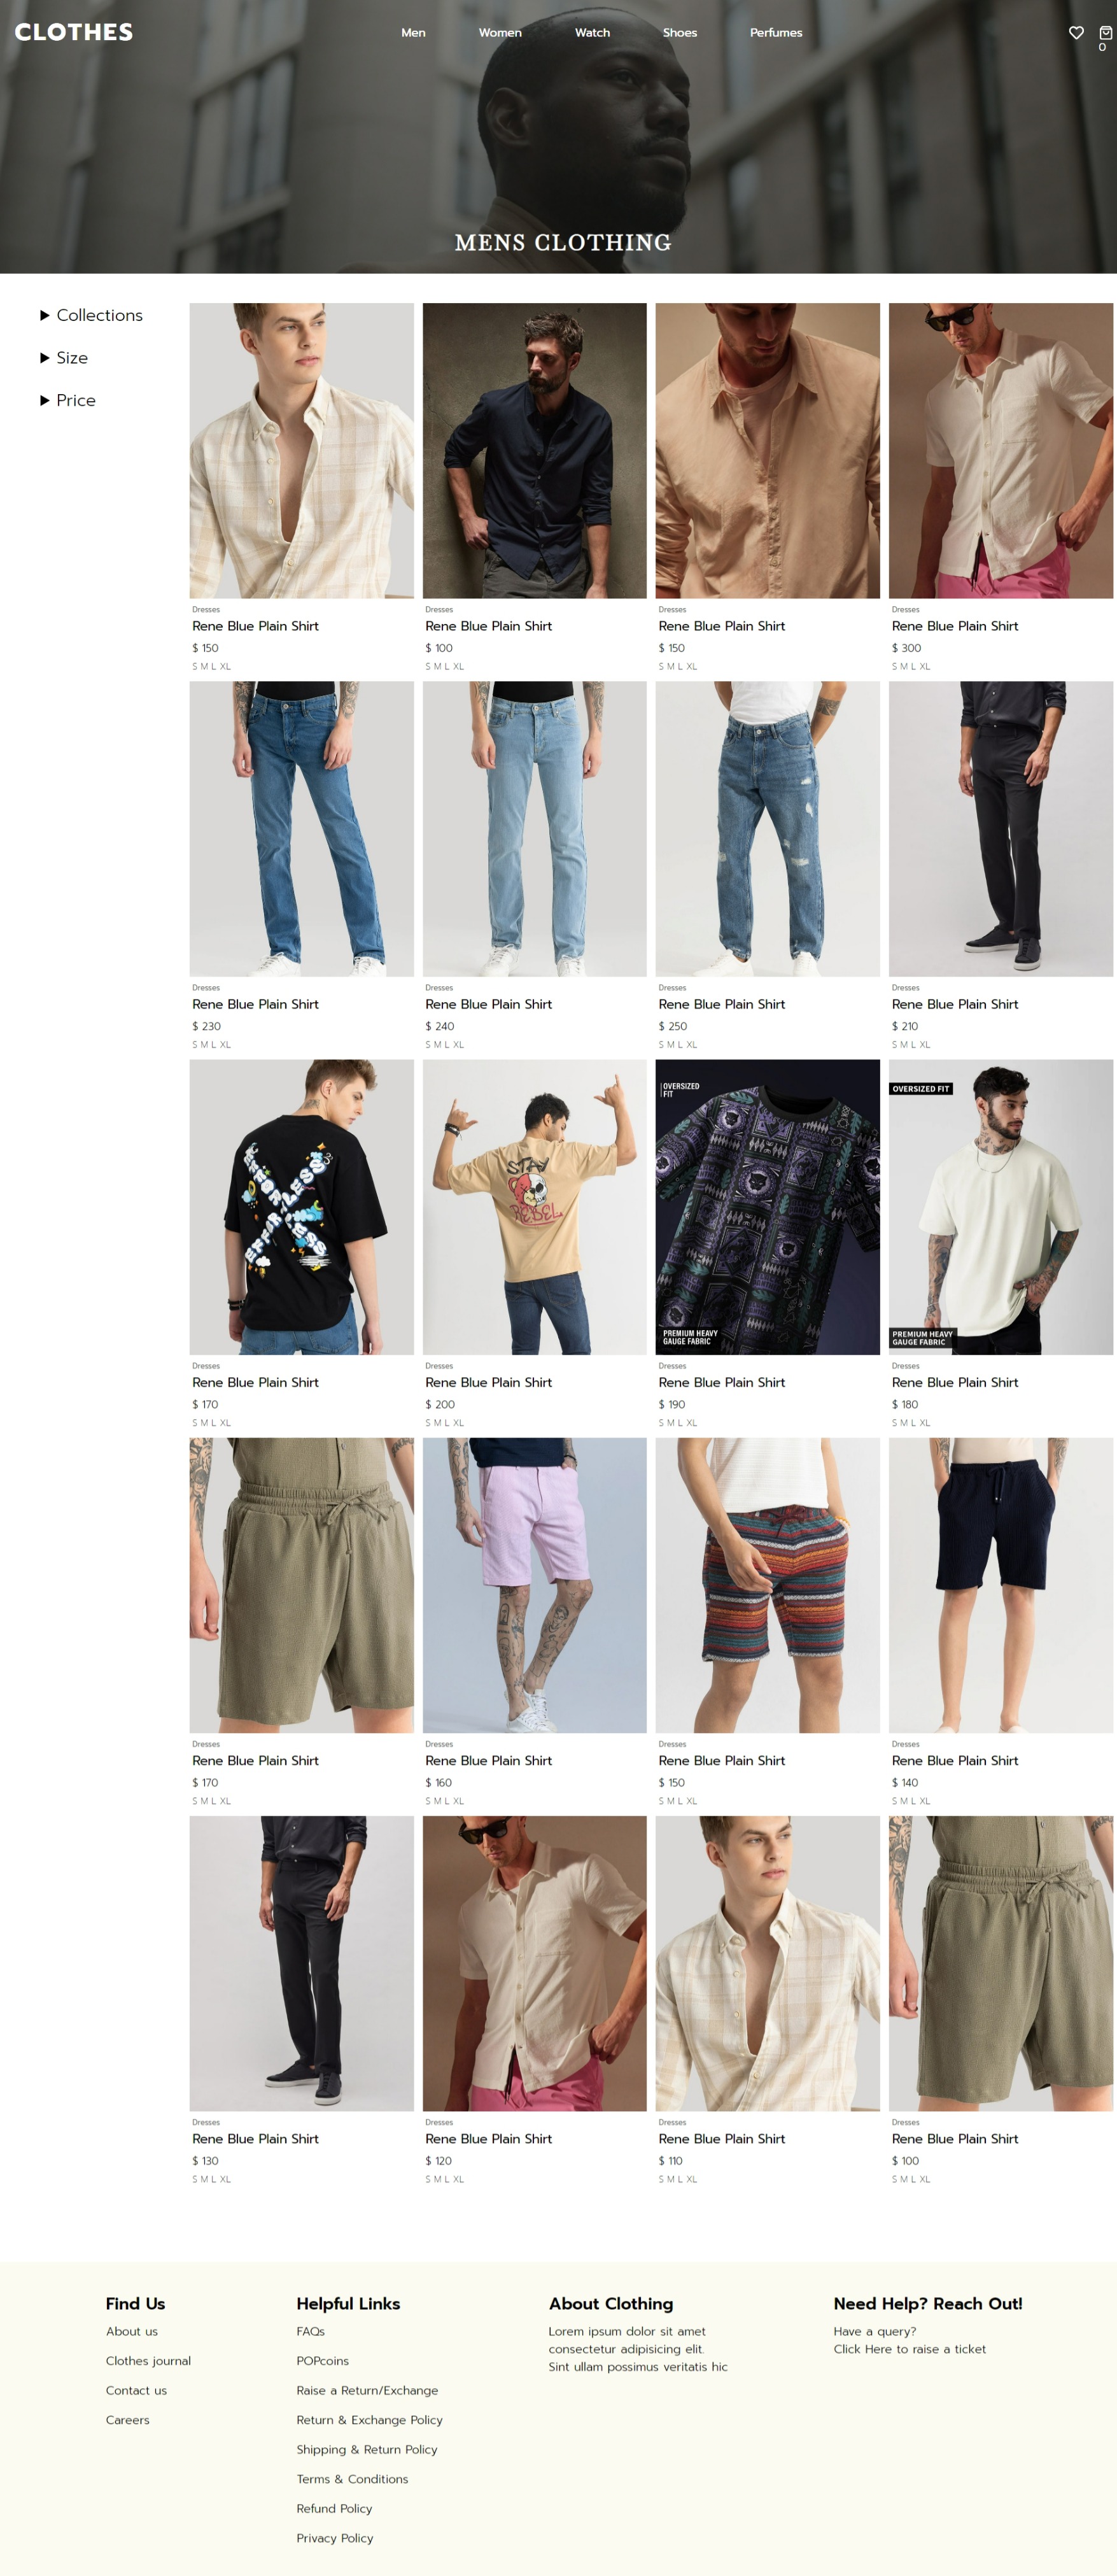 CLOTHES
Men Women Watch Shoes Perfumes
0
MENS CLOTHING
Collections
Size
Price
Dresses Dresses Dresses Dresses
Rene Blue Plain Shirt Rene Blue Plain Shirt Rene Blue Plain Shirt Rene Blue Plain Shirt
$ 150 $ 100 $ 150 $ 300
S M L XL S M L XL S M L XL S M L XL
Dresses Dresses Dresses Dresses
Rene Blue Plain Shirt Rene Blue Plain Shirt Rene Blue Plain Shirt Rene Blue Plain Shirt
$ 230 $ 240 $ 250 $ 210
S M L XL S M L XL S M L XL S M L XL
STAY
REBEL
OVERSIZED
FIT
PREMIUM HEAVY
GAUGE FABRIC
OVERSIZED FIT
PREMIUM HEAVY
GAUGE FABRIC
Dresses Dresses Dresses Dresses
Rene Blue Plain Shirt Rene Blue Plain Shirt Rene Blue Plain Shirt Rene Blue Plain Shirt
$ 170 $ 200 $ 190 $ 180
S M L XL S M L XL S M L XL S M L XL
Dresses Dresses Dresses Dresses
Rene Blue Plain Shirt Rene Blue Plain Shirt Rene Blue Plain Shirt Rene Blue Plain Shirt
$ 170 $ 160 $ 150 $ 140
S M L XL S M L XL S M L XL S M L XL
Dresses Dresses Dresses Dresses
Rene Blue Plain Shirt Rene Blue Plain Shirt Rene Blue Plain Shirt Rene Blue Plain Shirt
$ 130 $ 120 $ 110 $ 100
S M L XL S M L XL S M L XL S M L XL
Find Us
About us
Clothes journal
Contact us
Careers
Helpful Links
FAQs
POPcoins
Raise a Return/Exchange
Return & Exchange Policy
Shipping & Return Policy
Terms & Conditions
Refund Policy
Privacy Policy
About Clothing
Lorem ipsum dolor sit amet
consectetur adipisicing elit.
Sint ullam possimus veritatis hic
Need Help? Reach Out!
Have a query?
Click Here to raise a ticket